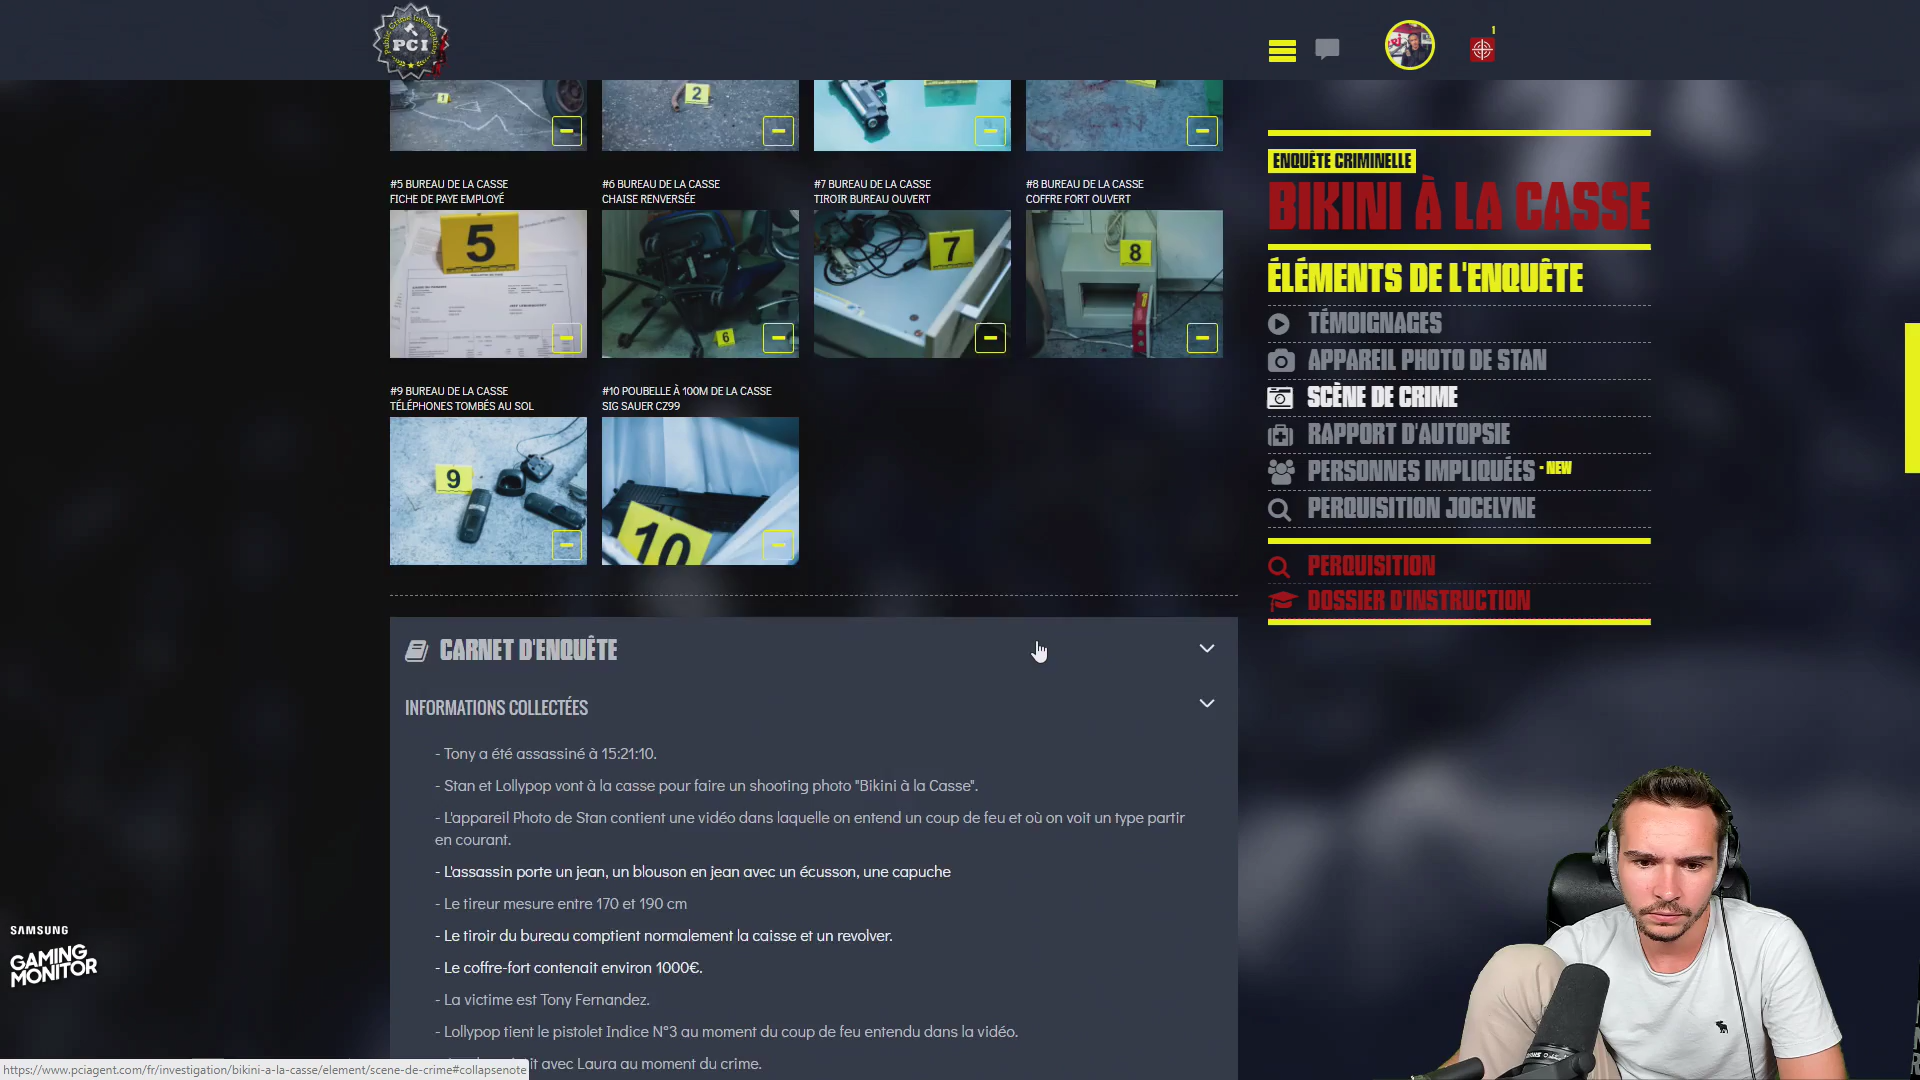 PCI
1
1
2
3
#5 BUREAU DE LA CASSE
FICHE DE PAYE EMPLOYÉ
#6 BUREAU DE LA CASSE
CHAISE RENVERSÉE
#7 BUREAU DE LA CASSE
TIROIR BUREAU OUVERT
#8 BUREAU DE LA CASSE
COFFRE FORT OUVERT
5
6
7
8
#9 BUREAU DE LA CASSE
TÉLÉPHONES TOMBÉS AU SOL
#10 POUBELLE À 100M DE LA CASSE
SIG SAUER CZ99
9
10
CARNET D'ENQUÊTE
INFORMATIONS COLLECTÉES
- Tony a été assassiné à 15:21:10.
- Stan et Lollypop vont à la casse pour faire un shooting photo "Bikini à la Casse".
- L'appareil Photo de Stan contient une vidéo dans laquelle on entend un coup de feu et où on voit un type partir
en courant.
- L'assassin porte un jean, un blouson en jean avec un écusson, une capuche
- Le tireur mesure entre 170 et 190 cm
- Le tiroir du bureau comptient normalement la caisse et un revolver.
- Le coffre-fort contenait environ 1000€.
- La victime est Tony Fernandez.
- Lollypop tient le pistolet Indice N°3 au moment du coup de feu entendu dans la vidéo.
it avec Laura au moment du crime.
https://www.pciagent.com/fr/investigation/bikini-a-la-casse/element/scene-de-crime#collapsenote
ENQUÊTE CRIMINELLE
BIKINI À LA CASSE
ÉLÉMENTS DE L'ENQUÊTE
TÉMOIGNAGES
APPAREIL PHOTO DE STAN
SCÈNE DE CRIME
RAPPORT D'AUTOPSIE
PERSONNES IMPLIQUÉES - NEW
PERQUISITION JOCELYNE
PERQUISITION
DOSSIER D'INSTRUCTION
SAMSUNG
GAMING
MONITOR